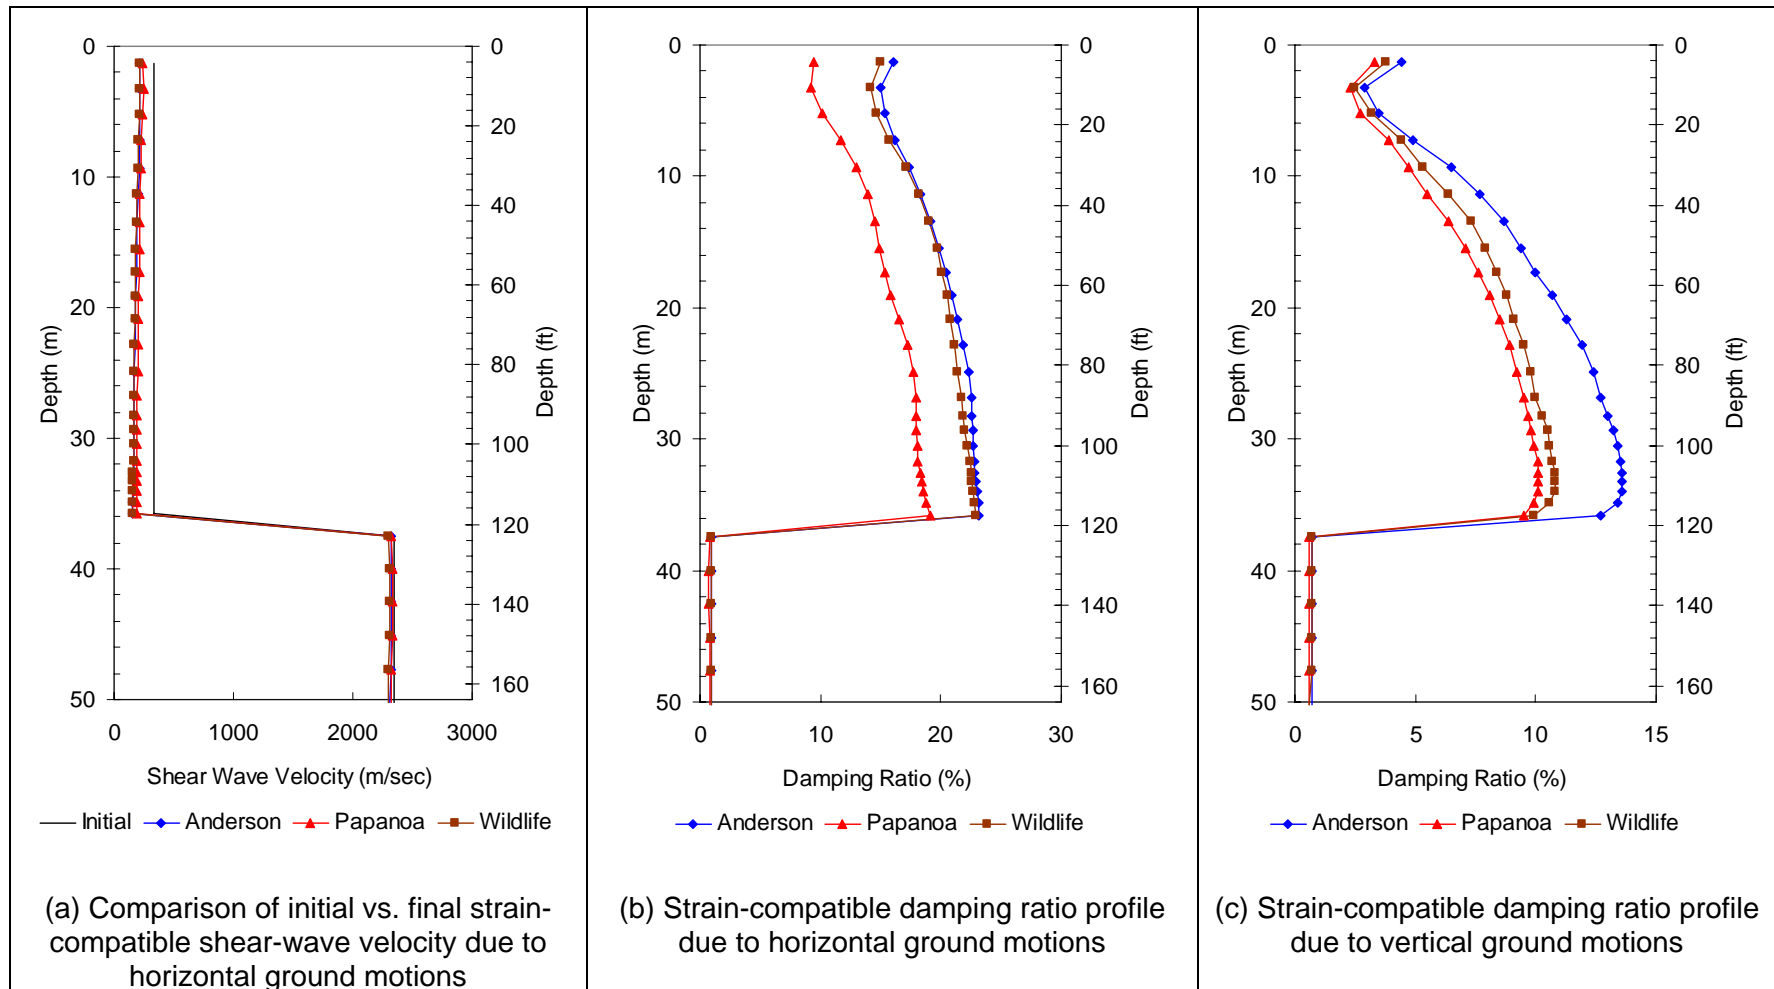 0
10
20
30
40
50
Depth (m)
0
20
40
60
80
100
120
140
160
Depth (ft)
0
1000
2000
3000
Shear Wave Velocity (m/sec)
Initial
Anderson
Papanoa
Wildlife
(a) Comparison of initial vs. final strain-
compatible shear-wave velocity due to
horizontal ground motions
0
10
20
30
40
50
Depth (m)
0
20
40
60
80
100
120
140
160
Depth (ft)
0
10
20
30
Damping Ratio (%)
Anderson
Papanoa
Wildlife
(b) Strain-compatible damping ratio profile
due to horizontal ground motions
0
10
20
30
40
50
Depth (m)
0
20
40
60
80
100
120
140
160
Depth (ft)
0
5
10
15
Damping Ratio (%)
Anderson
Papanoa
Wildlife
(c) Strain-compatible damping ratio profile
due to vertical ground motions